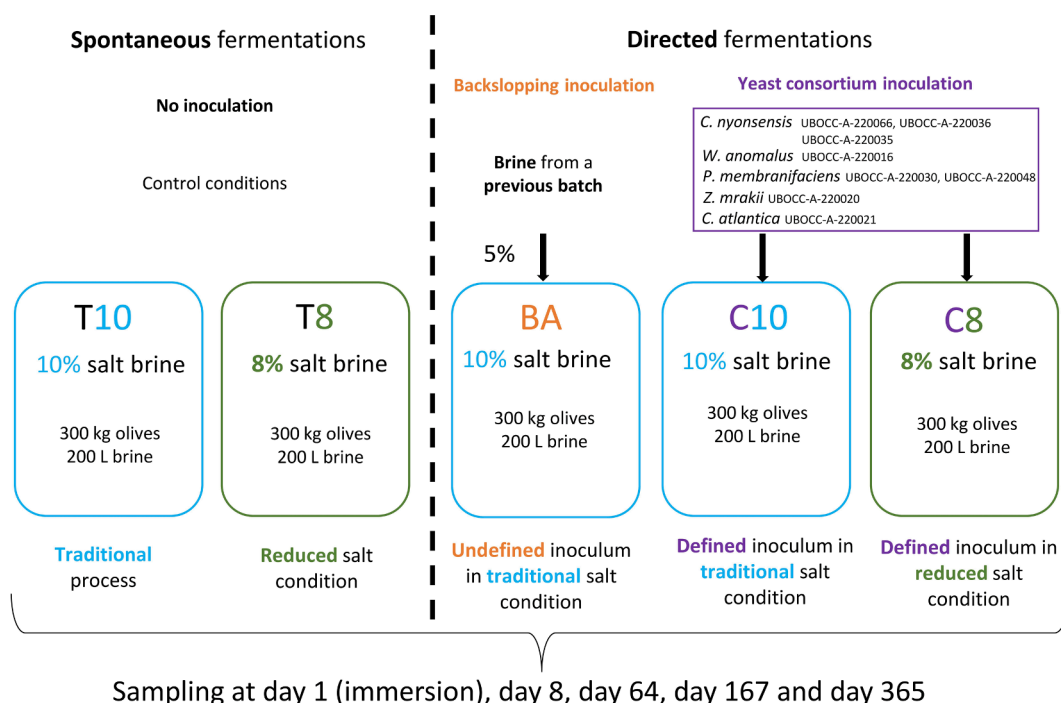 Spontaneous fermentations
No inoculation
Control conditions
T10
10% salt brine
300 kg olives
200 L brine
Traditional
process
T8
8% salt brine
300 kg olives
200 L brine
Reduced salt
condition
Directed fermentations
Backslopping inoculation
Brine from a
previous batch
5%
BA
10% salt brine
300 kg olives
200 L brine
Undefined inoculum
in traditional salt
condition
Yeast consortium inoculation
C. nyonsensis UBOCC-A-220066, UBOCC-A-220036
UBOCC-A-220035
W. anomalus UBOCC-A-220016
P. membranifaciens UBOCC-A-220030, UBOCC-A-220048
Z. mrakii UBOCC-A-220020
C. atlantica UBOCC-A-220021
C10
10% salt brine
300 kg olives
200 L brine
Defined inoculum in
traditional salt
condition
C8
8% salt brine
300 kg olives
200 L brine
Defined inoculum in
reduced salt
condition
Sampling at day 1 (immersion), day 8, day 64, day 167 and day 365